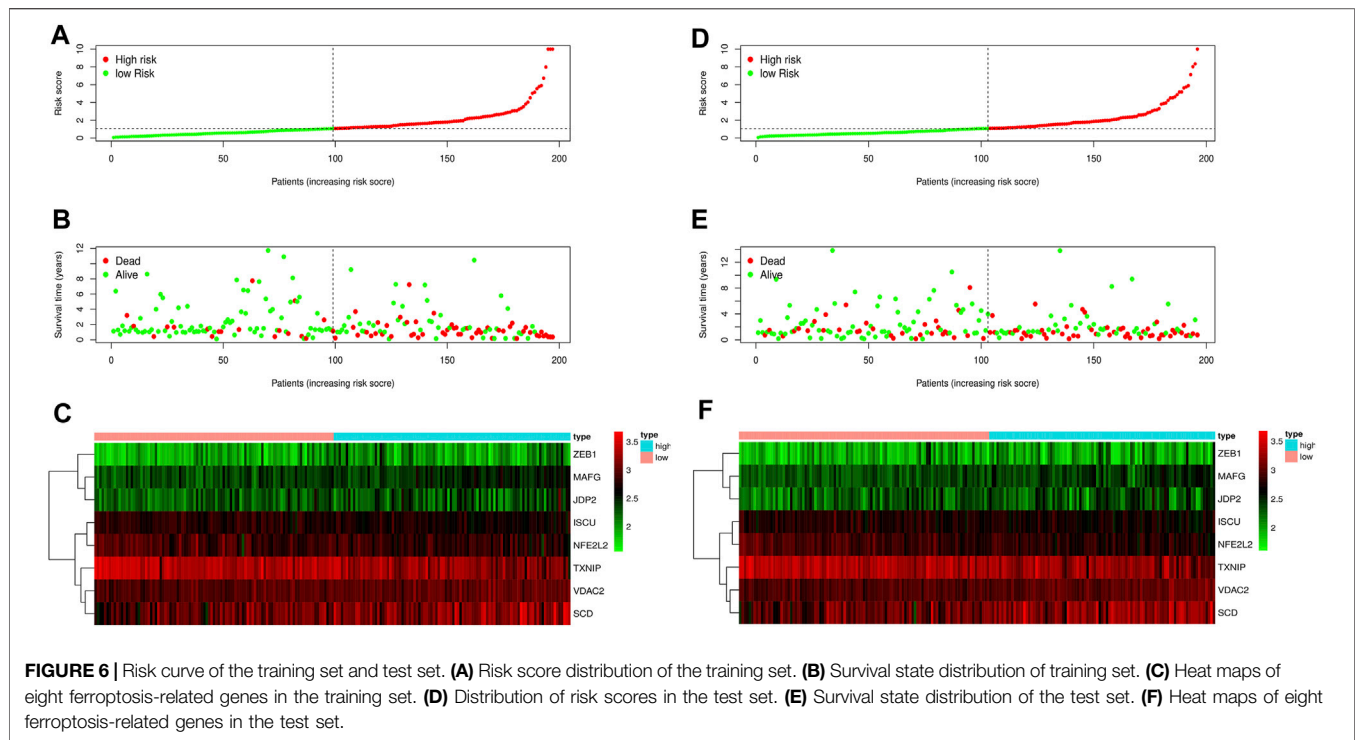 A
High risk
low Risk
Risk score
10
8
6
4
2
0
0 50 100 150 200
Patients (increasing risk socre)
D
High risk
low Risk
Risk score
10
8
6
4
2
0
0 50 100 150 200
Patients (increasing risk socre)
B
Dead
Alive
Survival time (years)
12
8
6
4
2
0
0 50 100 150 200
Patients (increasing risk socre)
E
Dead
Alive
Survival time (years)
12
8
6
4
2
0
0 50 100 150 200
Patients (increasing risk socre)
C
type
ZEB1
MAFG
JDP2
ISCU
NFE2L2
TXNIP
VDAC2
SCD
3.5
3
2.5
2
type
high
low
F
type
ZEB1
MAFG
JDP2
ISCU
NFE2L2
TXNIP
VDAC2
SCD
3.5
3
2.5
2
type
high
low
FIGURE 6 | Risk curve of the training set and test set. (A) Risk score distribution of the training set. (B) Survival state distribution of training set. (C) Heat maps of
eight ferroptosis-related genes in the training set. (D) Distribution of risk scores in the test set. (E) Survival state distribution of the test set. (F) Heat maps of eight
ferroptosis-related genes in the test set.